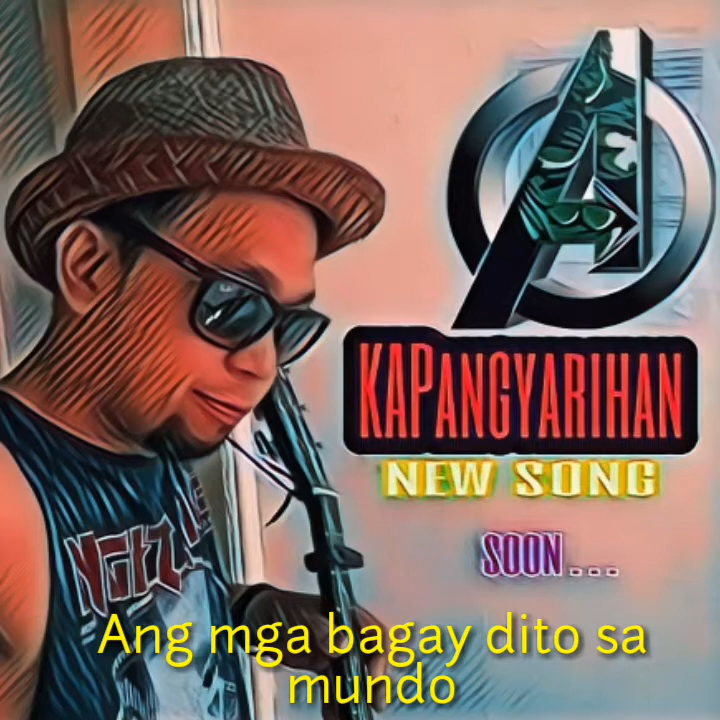 KAPANGYARIHAN
NEW SONG
SOON....
Ang mga bagay dito sa
mundo